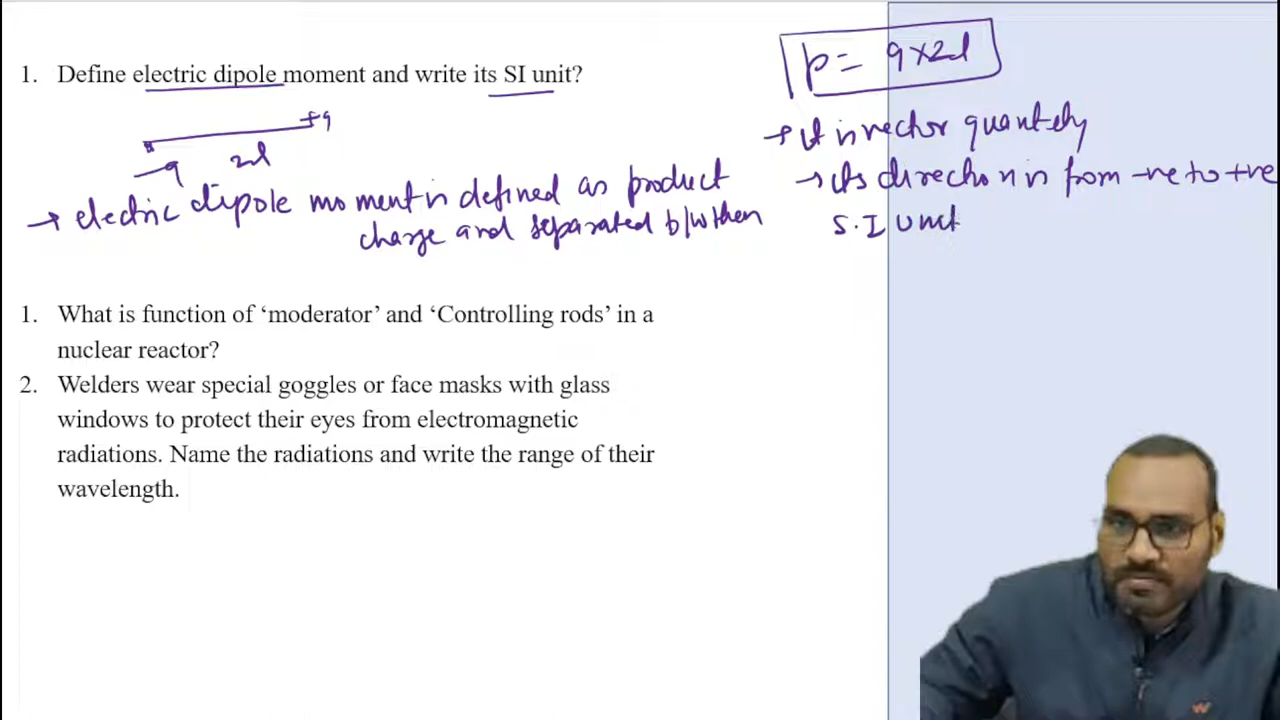 1. Define electric dipole moment and write its SI unit?
p = q×2l
+q
-q
2l
→ electric dipole moment is defined as product
charge and separated b/w then
→ it is vector quantity
→ its direction is from -ve to +ve
S.I unit
1. What is function of ‘moderator’ and ‘Controlling rods’ in a
nuclear reactor?
2. Welders wear special goggles or face masks with glass
windows to protect their eyes from electromagnetic
radiations. Name the radiations and write the range of their
wavelength.